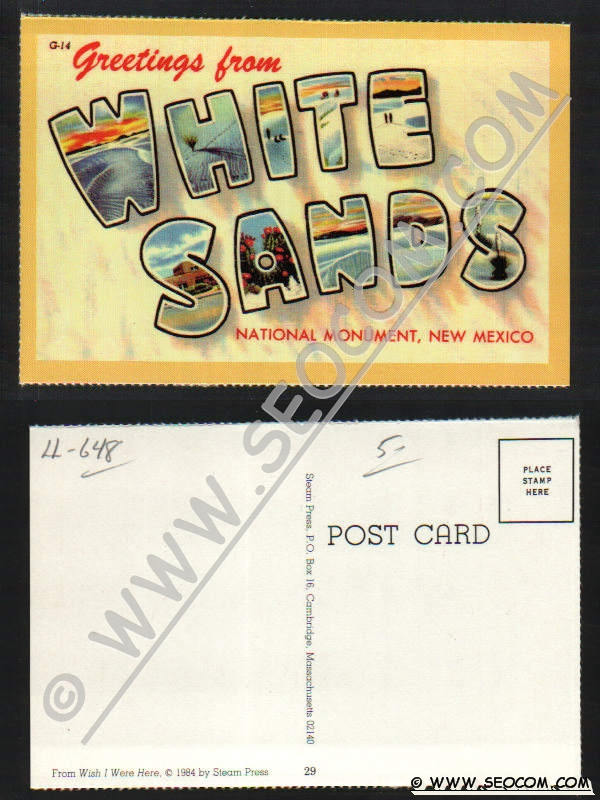 G-14
Greetings from
WHITE
SANDS
NATIONAL MONUMENT, NEW MEXICO
© WWW.SEOCOM.COM
LL-648
5-
PLACE
STAMP
HERE
POST CARD
Steam Press, P.O. Box 16, Cambridge, Massachusetts 02140
From Wish I Were Here, © 1984 by Steam Press
29
© WWW.SEOCOM.COM